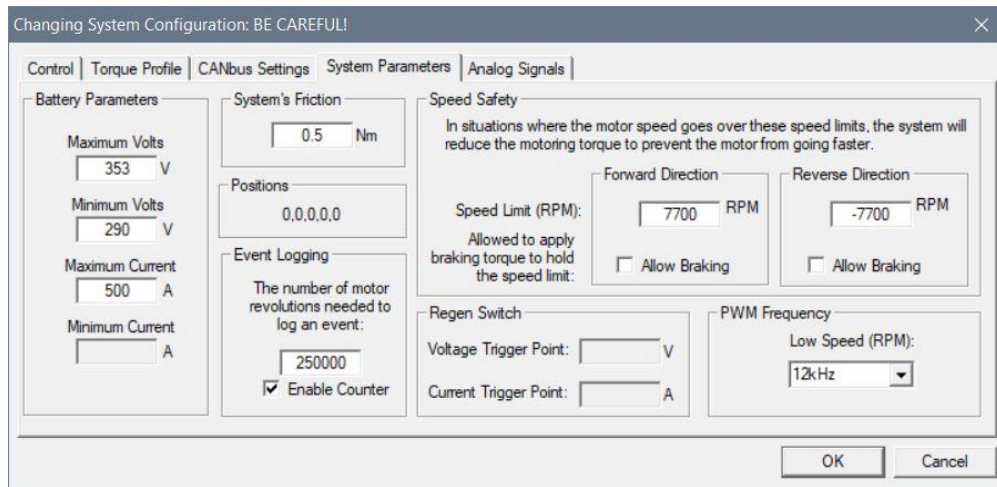 Changing System Configuration: BE CAREFUL!
Control
Torque Profile
CANbus Settings
System Parameters
Analog Signals
Battery Parameters
Maximum Volts
353 V
Minimum Volts
290 V
Maximum Current
500 A
Minimum Current
A
System's Friction
0.5 Nm
Positions
0,0,0,0,0
Event Logging
The number of motor
revolutions needed to
log an event:
250000
Enable Counter
Speed Safety
In situations where the motor speed goes over these speed limits, the system will
reduce the motoring torque to prevent the motor from going faster.
Forward Direction
Reverse Direction
Speed Limit (RPM):
7700 RPM
-7700 RPM
Allowed to apply
braking torque to hold
the speed limit:
Allow Braking
Allow Braking
Regen Switch
Voltage Trigger Point: V
Current Trigger Point: A
PWM Frequency
Low Speed (RPM):
12kHz
OK
Cancel